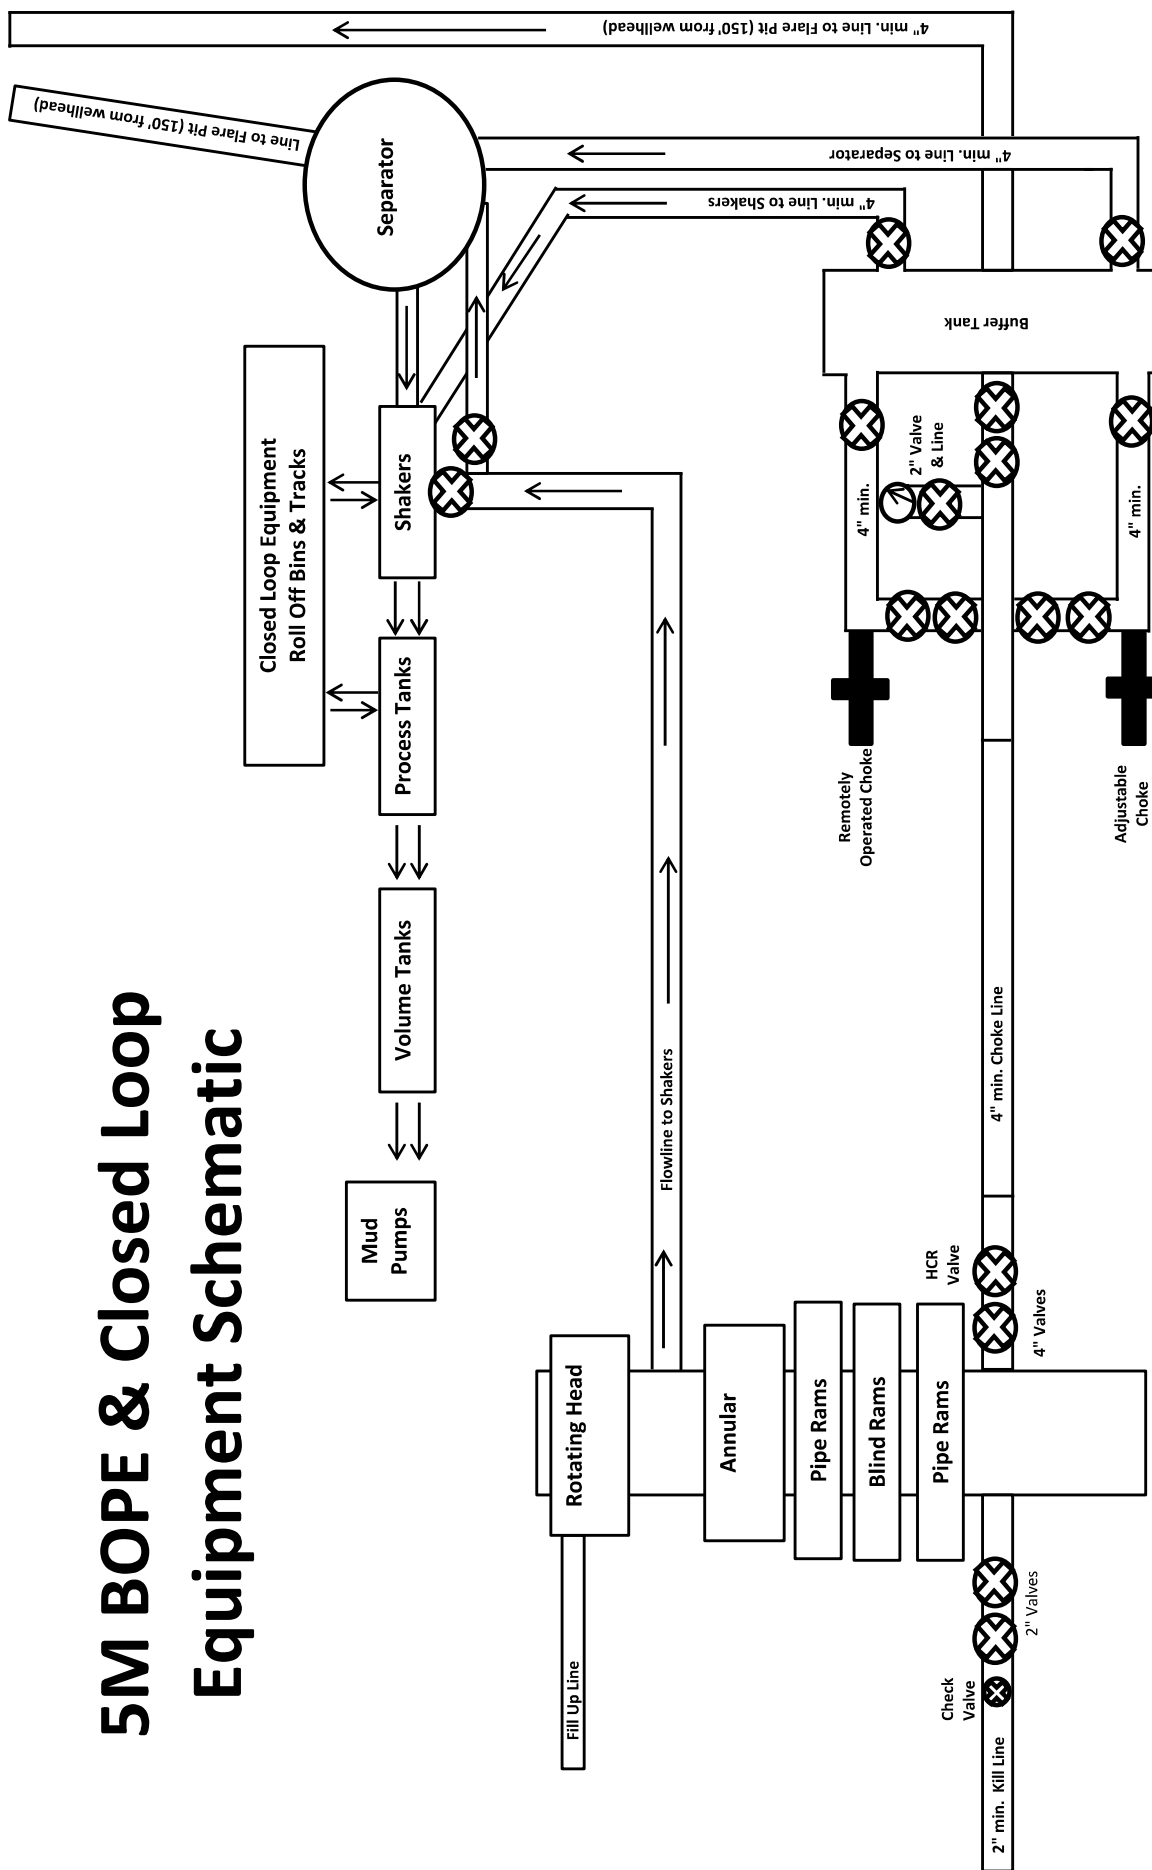 5M BOPE & Closed Loop
Equipment Schematic
4" min. Line to Flare Pit (150' from wellhead)
Line to Flare Pit (150' from wellhead)
Separator
4" min. Line to Separator
4" min. Line to Shakers
Closed Loop Equipment
Roll Off Bins & Tracks
Mud
Pumps
Volume Tanks
Process Tanks
Shakers
Fill Up Line
Rotating Head
Flowline to Shakers
Annular
Pipe Rams
Blind Rams
Pipe Rams
Remotely
Operated Choke
4" min.
2" Valve
& Line
Buffer Tank
Check
Valve
HCR
Valve
2" min. Kill Line
4" min. Choke Line
2" Valves
4" Valves
Adjustable
Choke
4" min.